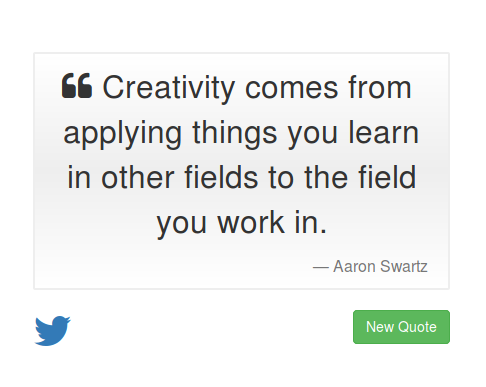 ❝ Creativity comes from
applying things you learn
in other fields to the field
you work in.
— Aaron Swartz
New Quote